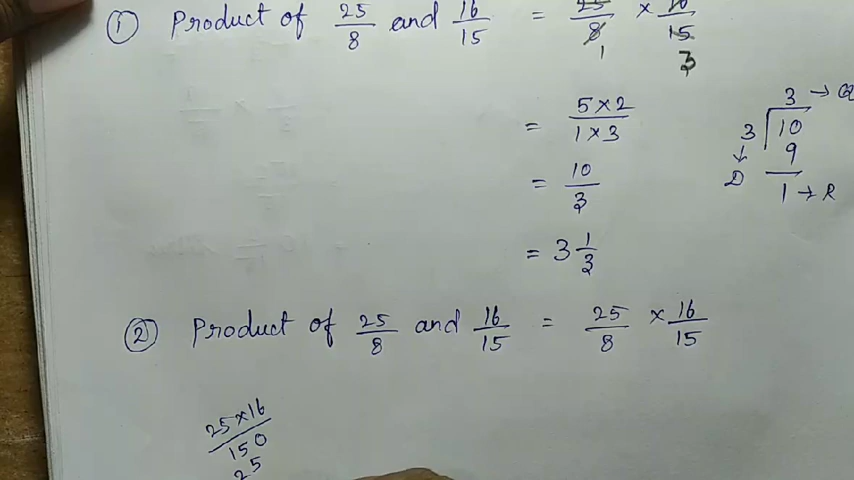 ① Product of 25/8 and 16/15 = 25/8 × 16/15
1 3
= 5×2 / 1×3
= 10/3
= 3 1/3
3 → Q
3 | 10
↓ 9
D 1 → R
② Product of 25/8 and 16/15 = 25/8 × 16/15
25×16
150
25